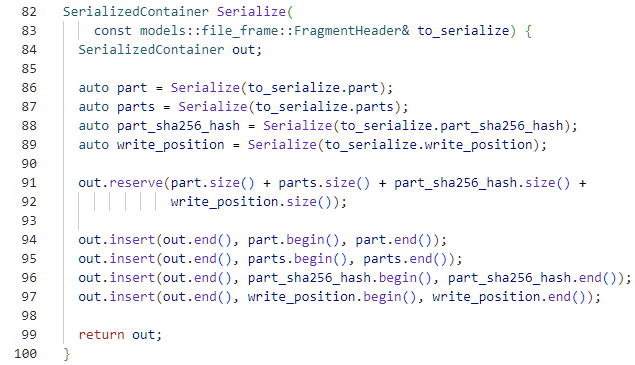 82 SerializedContainer Serialize(
83     const models::file_frame::FragmentHeader& to_serialize) {
84   SerializedContainer out;
85
86   auto part = Serialize(to_serialize.part);
87   auto parts = Serialize(to_serialize.parts);
88   auto part_sha256_hash = Serialize(to_serialize.part_sha256_hash);
89   auto write_position = Serialize(to_serialize.write_position);
90
91   out.reserve(part.size() + parts.size() + part_sha256_hash.size() +
92               write_position.size());
93
94   out.insert(out.end(), part.begin(), part.end());
95   out.insert(out.end(), parts.begin(), parts.end());
96   out.insert(out.end(), part_sha256_hash.begin(), part_sha256_hash.end());
97   out.insert(out.end(), write_position.begin(), write_position.end());
98
99   return out;
100 }